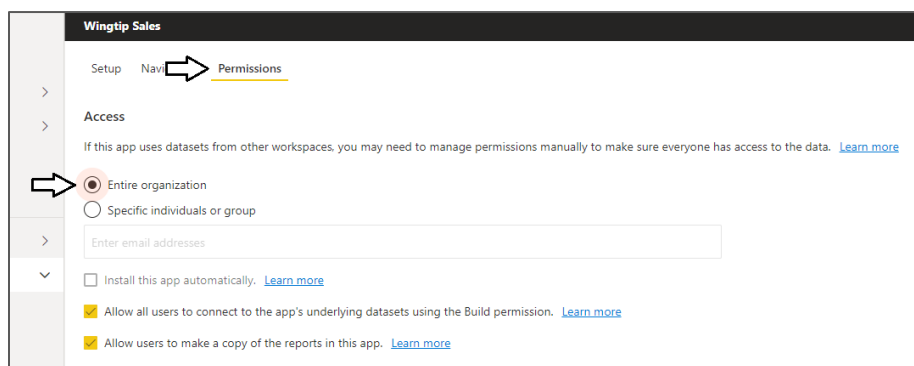 Wingtip Sales
Setup Navi Permissions
Access
If this app uses datasets from other workspaces, you may need to manage permissions manually to make sure everyone has access to the data. Learn more
Entire organization
Specific individuals or group
Enter email addresses
Install this app automatically. Learn more
Allow all users to connect to the app's underlying datasets using the Build permission. Learn more
Allow users to make a copy of the reports in this app. Learn more